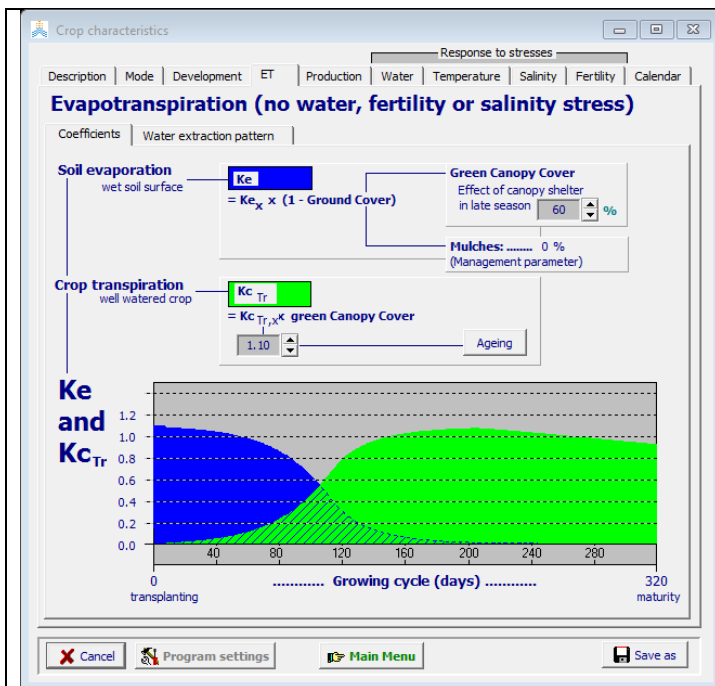 Crop characteristics
Response to stresses
Description Mode Development ET Production Water Temperature Salinity Fertility Calendar
Evapotranspiration (no water, fertility or salinity stress)
Coefficients Water extraction pattern
Soil evaporation
wet soil surface
Ke
= Kex x (1 - Ground Cover)
Green Canopy Cover
Effect of canopy shelter
in late season 60 %
Mulches: ........ 0 %
(Management parameter)
Crop transpiration
well watered crop
Kc Tr
= Kc Tr,x x green Canopy Cover
1.10 Ageing
Ke
and
KcTr
1.2
1.0
0.8
0.6
0.4
0.2
0.0
40 80 120 160 200 240 280
0 ............ Growing cycle (days) ............ 320
transplanting maturity
Cancel Program settings Main Menu Save as